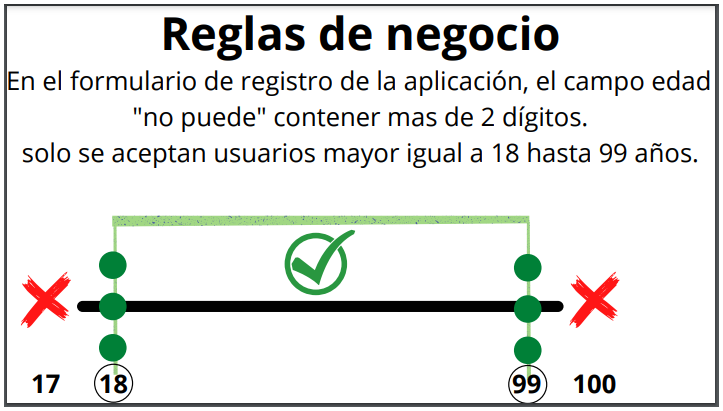 Reglas de negocio
En el formulario de registro de la aplicación, el campo edad
"no puede" contener mas de 2 dígitos.
solo se aceptan usuarios mayor igual a 18 hasta 99 años.
17 18 99 100